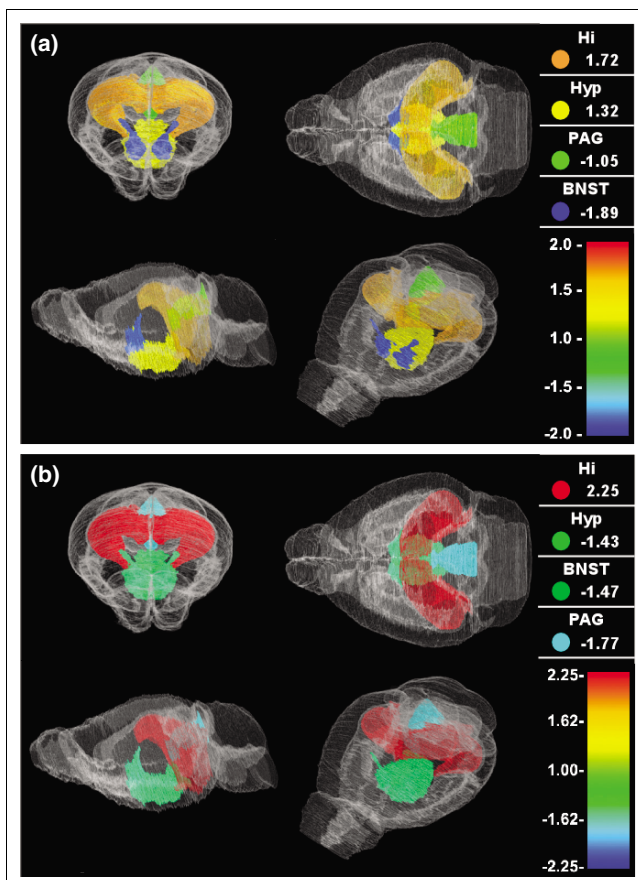 (a)
Hi
1.72
Hyp
1.32
PAG
-1.05
BNST
-1.89
2.0 -
1.5 -
1.0 -
-1.5 -
-2.0 -
(b)
Hi
2.25
Hyp
-1.43
BNST
-1.47
PAG
-1.77
2.25-
1.62-
1.00-
-1.62-
-2.25-